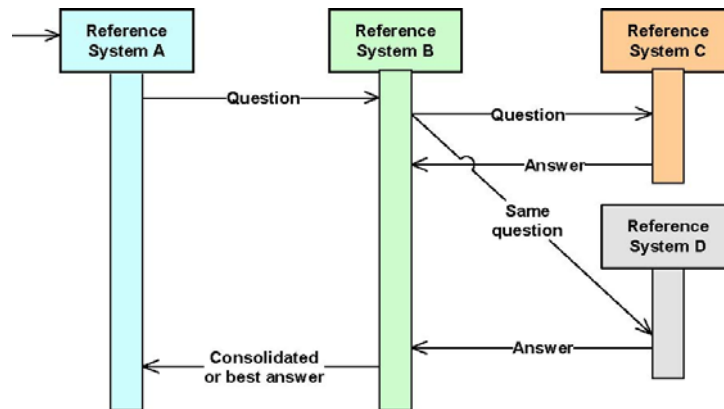 Reference
System A
Reference
System B
Reference
System C
Question
Question
Answer
Same
question
Reference
System D
Answer
Consolidated
or best answer